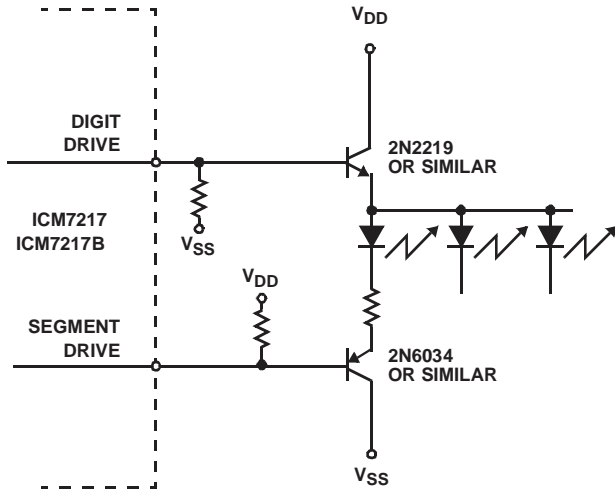 VDD
DIGIT
DRIVE
2N2219
OR SIMILAR
ICM7217
ICM7217B
VSS
VDD
SEGMENT
DRIVE
2N6034
OR SIMILAR
VSS